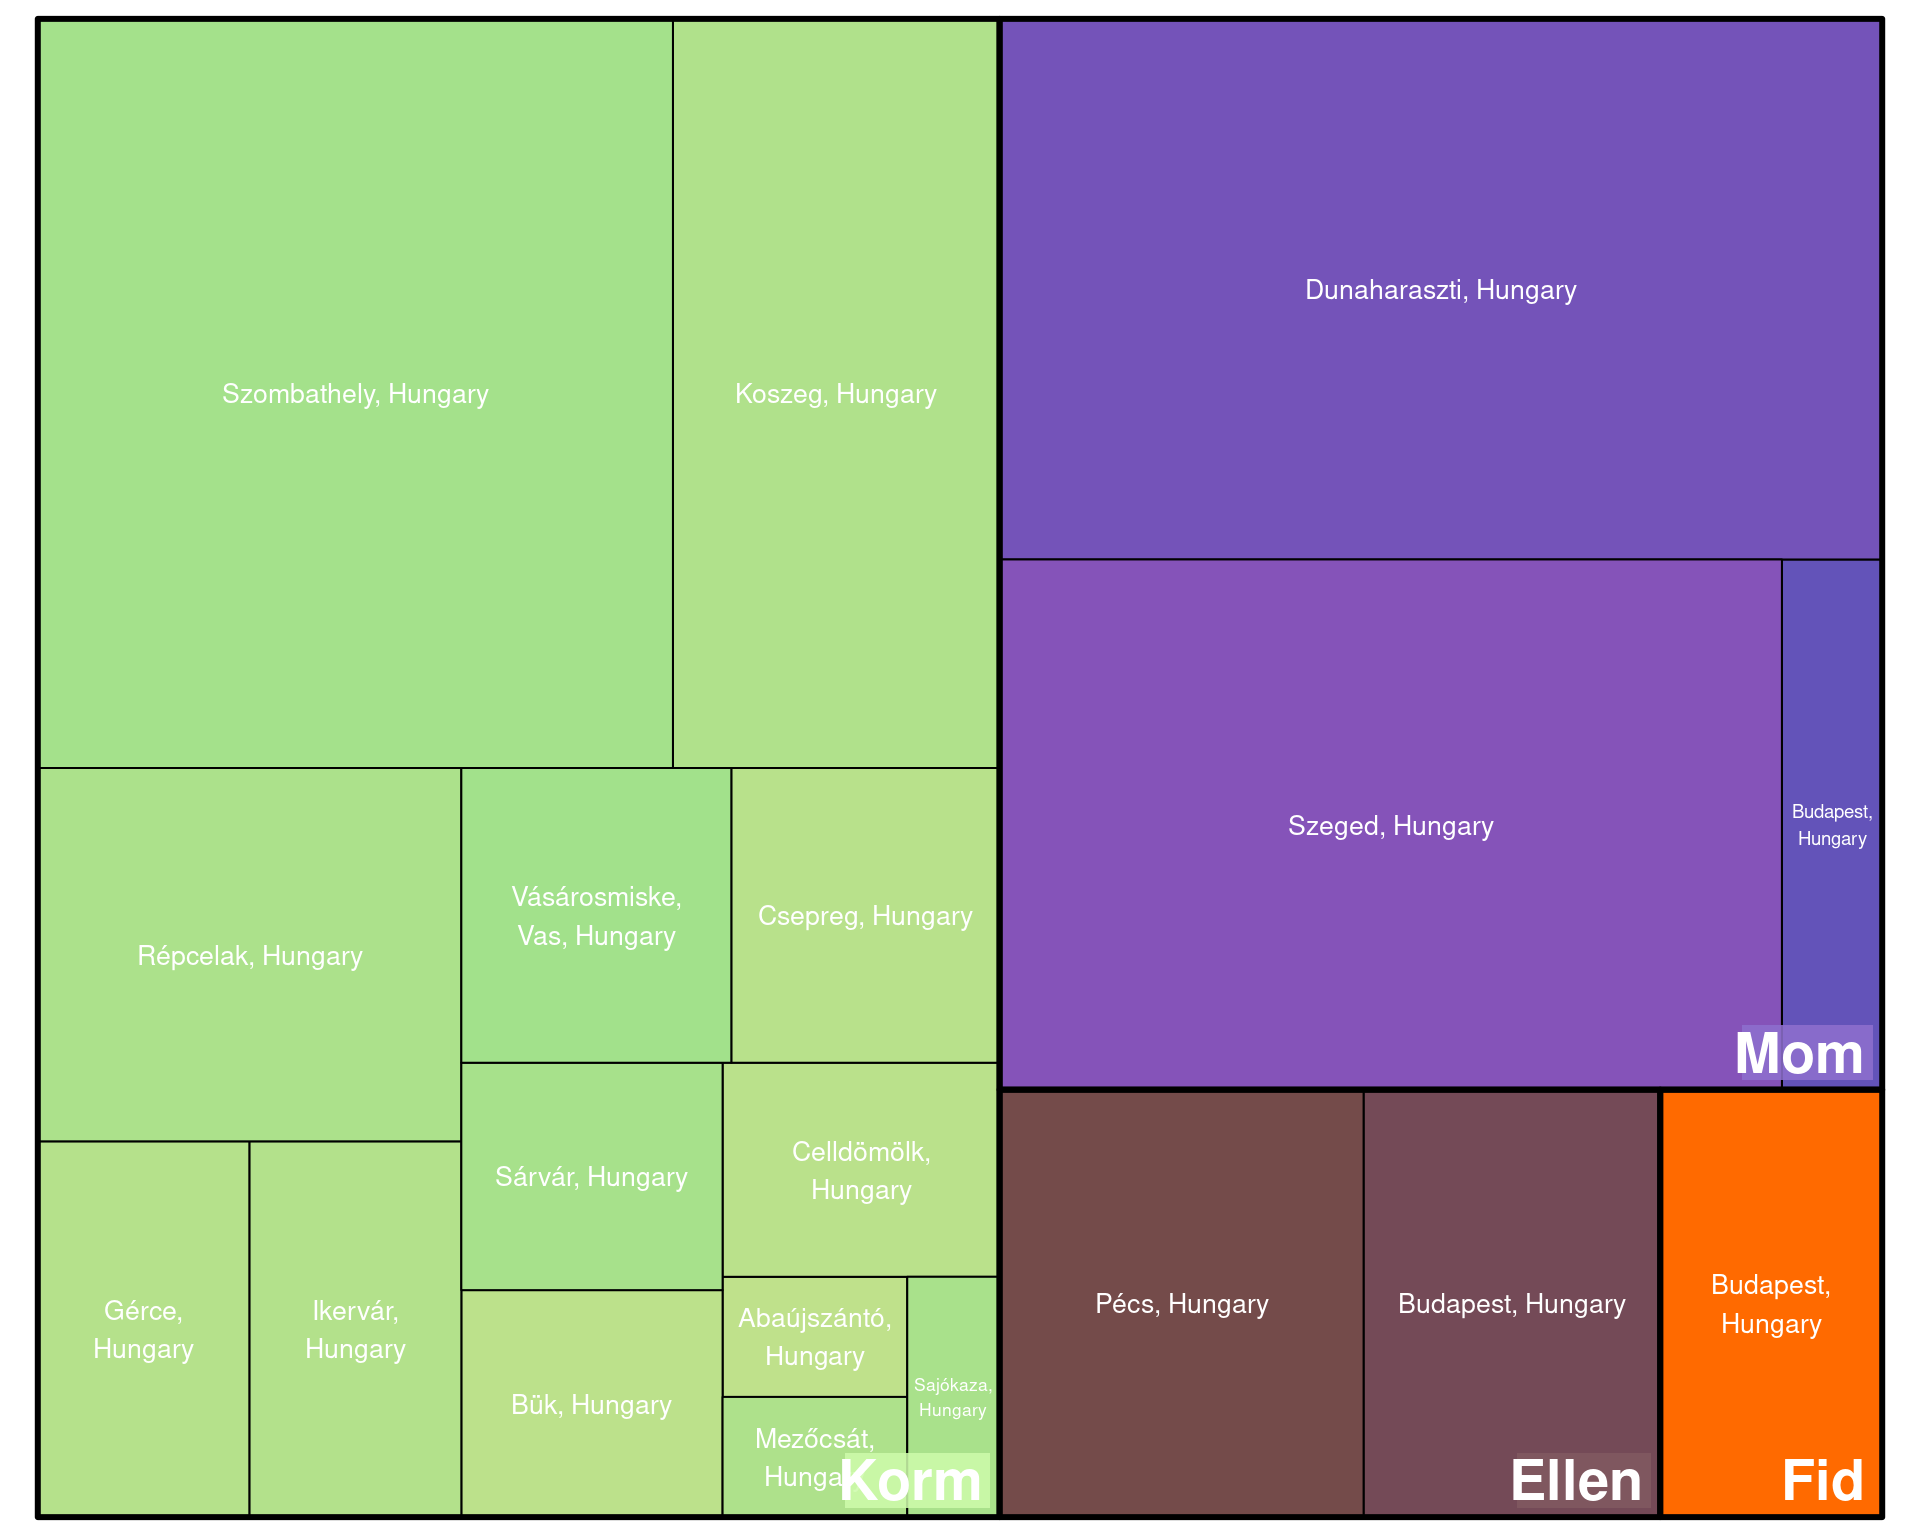 Szombathely, Hungary
Koszeg, Hungary
Répcelak, Hungary
Vásárosmiske,
Vas, Hungary
Csepreg, Hungary
Sárvár, Hungary
Celldömölk,
Hungary
Gérce,
Hungary
Ikervár,
Hungary
Bük, Hungary
Abaújszántó,
Hungary
Sajókaza,
Hungary
Mezőcsát,
Hunga
Korm
Dunaharaszti, Hungary
Szeged, Hungary
Budapest,
Hungary
Mom
Pécs, Hungary
Budapest, Hungary
Ellen
Budapest,
Hungary
Fid